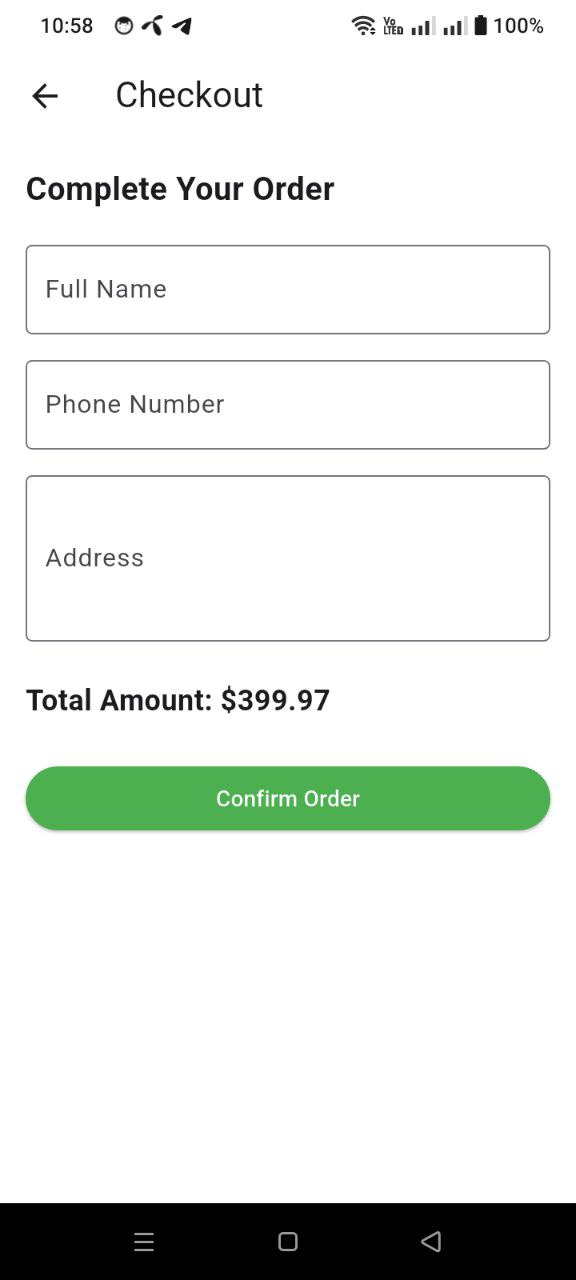 10:58 Vo LTED 100%
Checkout
Complete Your Order
Full Name
Phone Number
Address
Total Amount: $399.97
Confirm Order